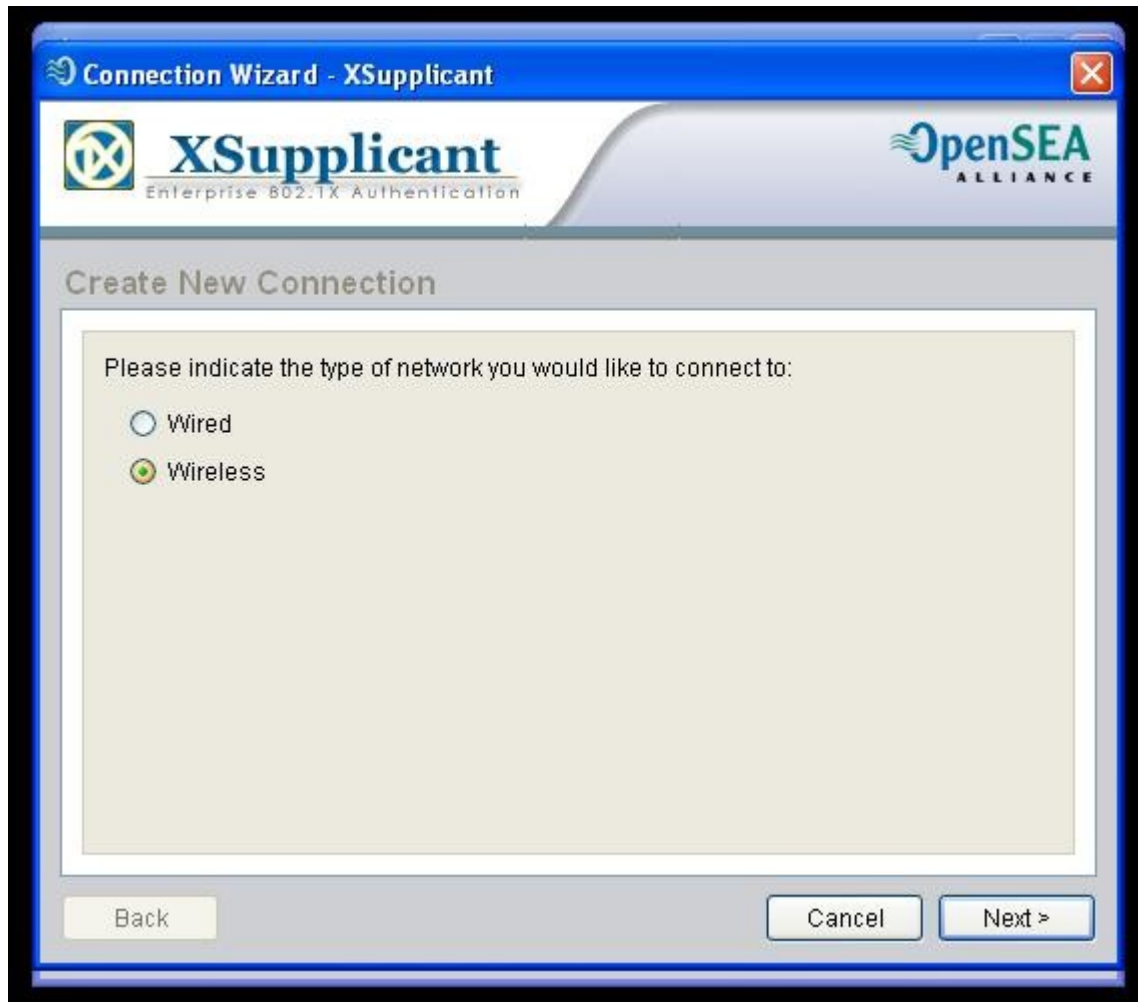 Connection Wizard - XSupplicant
XSupplicant
Enterprise 802.1X Authentication
OpenSEA
ALLIANCE
Create New Connection
Please indicate the type of network you would like to connect to:
Wired
Wireless
Back
Cancel
Next >